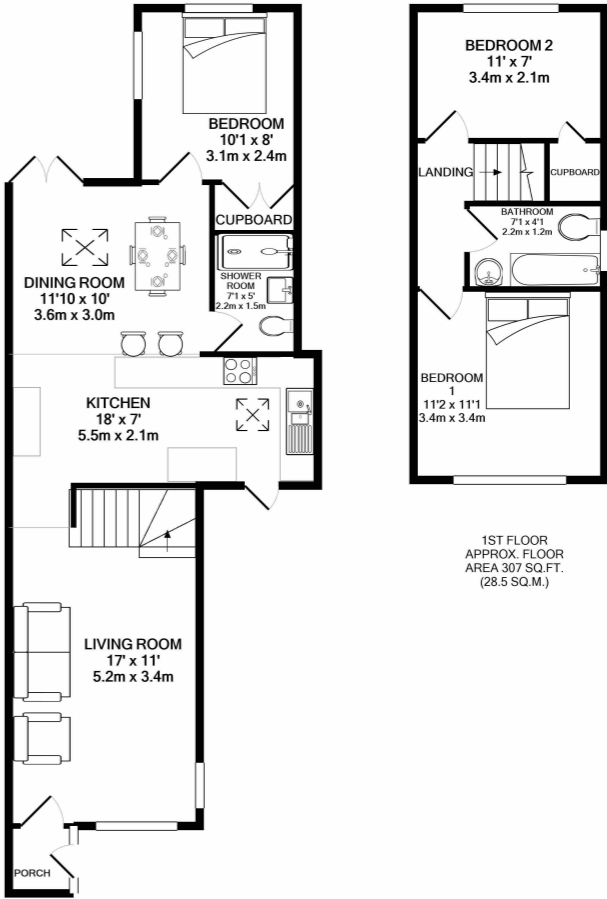 BEDROOM
10'1 x 8'
3.1m x 2.4m
CUPBOARD
SHOWER
ROOM
7'1 x 5'
2.2m x 1.5m
DINING ROOM
11'10 x 10'
3.6m x 3.0m
KITCHEN
18' x 7'
5.5m x 2.1m
LIVING ROOM
17' x 11'
5.2m x 3.4m
PORCH
BEDROOM 2
11' x 7'
3.4m x 2.1m
LANDING
CUPBOARD
BATHROOM
7'1 x 4'1
2.2m x 1.2m
BEDROOM
1
11'2 x 11'1
3.4m x 3.4m
1ST FLOOR
APPROX. FLOOR
AREA 307 SQ.FT.
(28.5 SQ.M.)